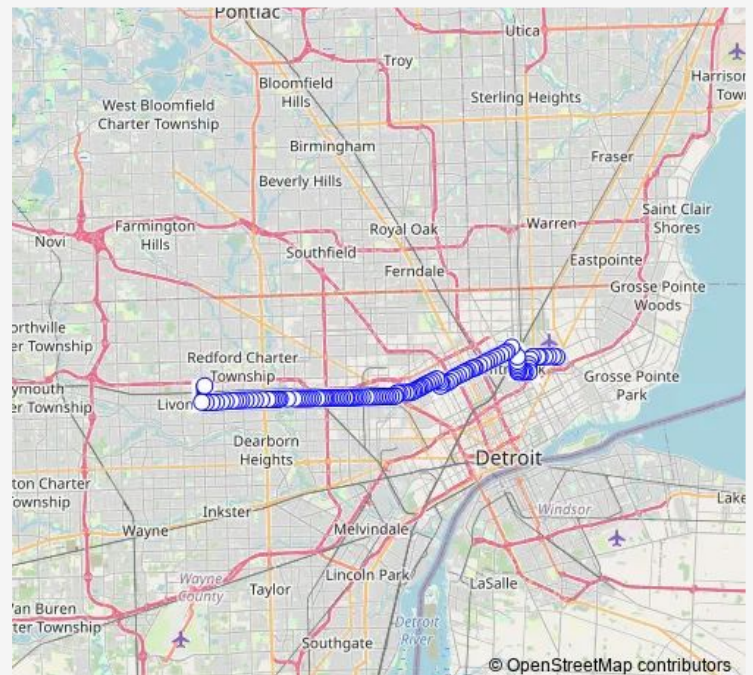 Pontiac
Utica
Troy
Bloomfield
Hills
Harrison
Town
West Bloomfield
Charter Township
Sterling Heights
Birmingham
Fraser
Beverly Hills
Saint Clair
Shores
Farmington
Hills
Novi
Royal Oak
Warren
Southfield
Eastpointe
Ferndale
Grosse Pointe
Woods
orthville
er Township
Redford Charter
Township
Grosse Pointe
Park
ymouth
er Township
Livon
Dearborn
Heights
Detroit
ton Charter
ownship
Lake
Inkster
Windsor
Wayne
Melvindale
Wayne
County
Taylor
Lincoln Park
LaSalle
an Buren
ter Township
Detroit
River
Southgate
© OpenStreetMap contributors